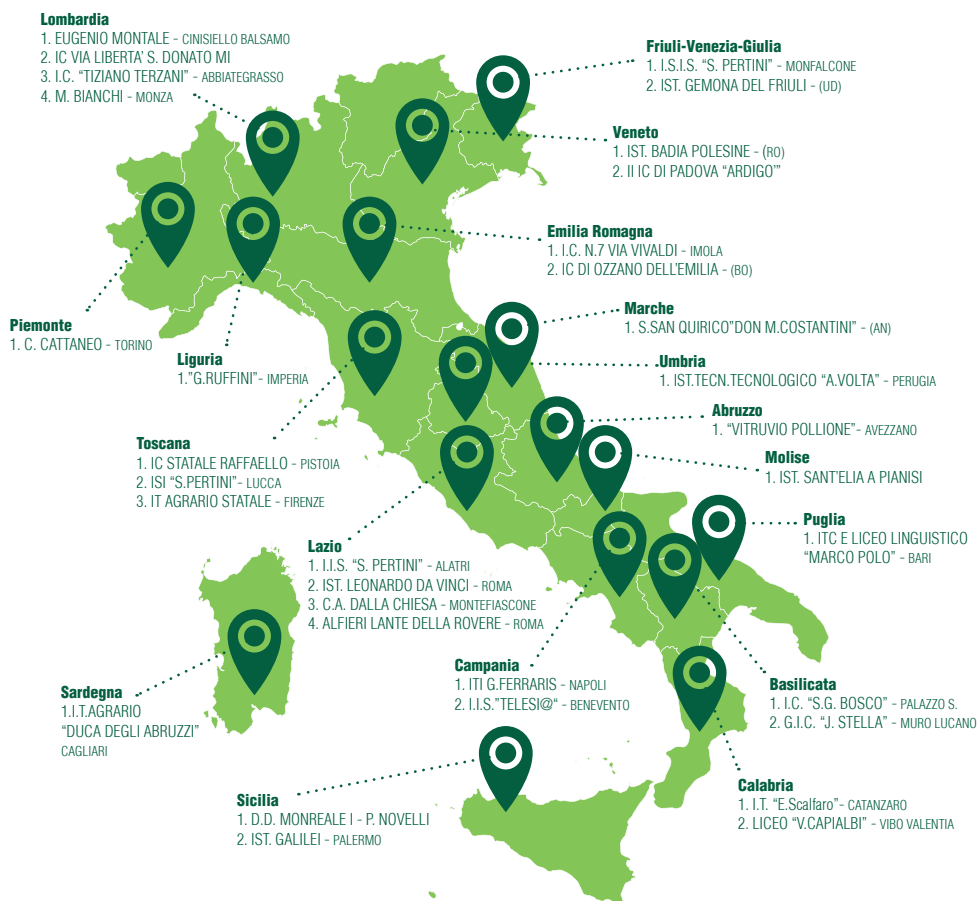 Lombardia
1. EUGENIO MONTALE - CINISIELLO BALSAMO
2. IC VIA LIBERTA' S. DONATO MI
3. I.C. "TIZIANO TERZANI" - ABBIATEGRASSO
4. M. BIANCHI - MONZA
Friuli-Venezia-Giulia
1. I.S.I.S. "S. PERTINI" - MONFALCONE
2. IST. GEMONA DEL FRIULI - (UD)
Veneto
1. IST. BADIA POLESINE - (RO)
2. II IC DI PADOVA "ARDIGO'"
Emilia Romagna
1. I.C. N.7 VIA VIVALDI - IMOLA
2. IC DI OZZANO DELL'EMILIA - (BO)
Marche
1. S.SAN QUIRICO"DON M.COSTANTINI" - (AN)
Piemonte
1. C. CATTANEO - TORINO
Liguria
1."G.RUFFINI"- IMPERIA
Umbria
1. IST.TECN.TECNOLOGICO "A.VOLTA" - PERUGIA
Abruzzo
1. "VITRUVIO POLLIONE"- AVEZZANO
Toscana
1. IC STATALE RAFFAELLO - PISTOIA
2. ISI "S.PERTINI"- LUCCA
3. IT AGRARIO STATALE - FIRENZE
Molise
1. IST. SANT'ELIA A PIANISI
Puglia
1. ITC E LICEO LINGUISTICO
"MARCO POLO" - BARI
Lazio
1. I.I.S. "S. PERTINI" - ALATRI
2. IST. LEONARDO DA VINCI - ROMA
3. C.A. DALLA CHIESA - MONTEFIASCONE
4. ALFIERI LANTE DELLA ROVERE - ROMA
Campania
1. ITI G.FERRARIS - NAPOLI
2. I.I.S."TELESI@" - BENEVENTO
Sardegna
1.I.T.AGRARIO
"DUCA DEGLI ABRUZZI"
CAGLIARI
Basilicata
1. I.C. "S.G. BOSCO" - PALAZZO S.
2. G.I.C. "J. STELLA" - MURO LUCANO
Calabria
1. I.T. "E.Scalfaro"- CATANZARO
2. LICEO "V.CAPIALBI" - VIBO VALENTIA
Sicilia
1. D.D. MONREALE I - P. NOVELLI
2. IST. GALILEI - PALERMO